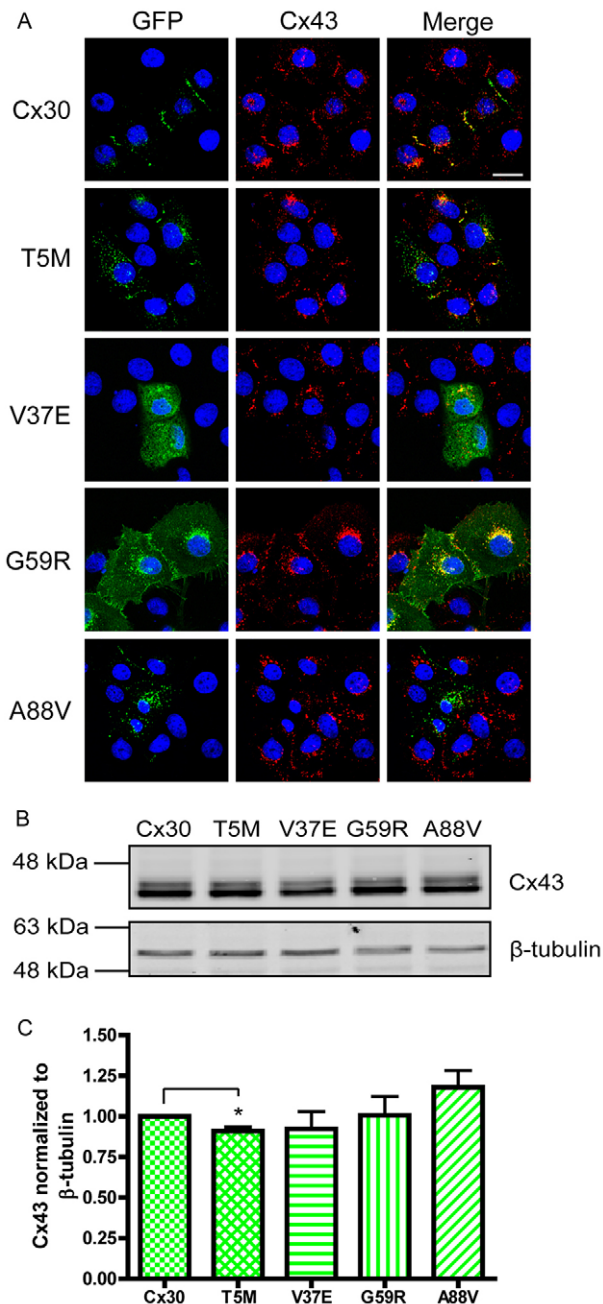 A
GFP Cx43 Merge
Cx30
T5M
V37E
G59R
A88V
B
Cx30 T5M V37E G59R A88V
48 kDa
Cx43
63 kDa
β-tubulin
48 kDa
C
Cx43 normalized to
β-tubulin
1.50
1.25
1.00
0.75
0.50
0.25
0.00
*
Cx30 T5M V37E G59R A88V